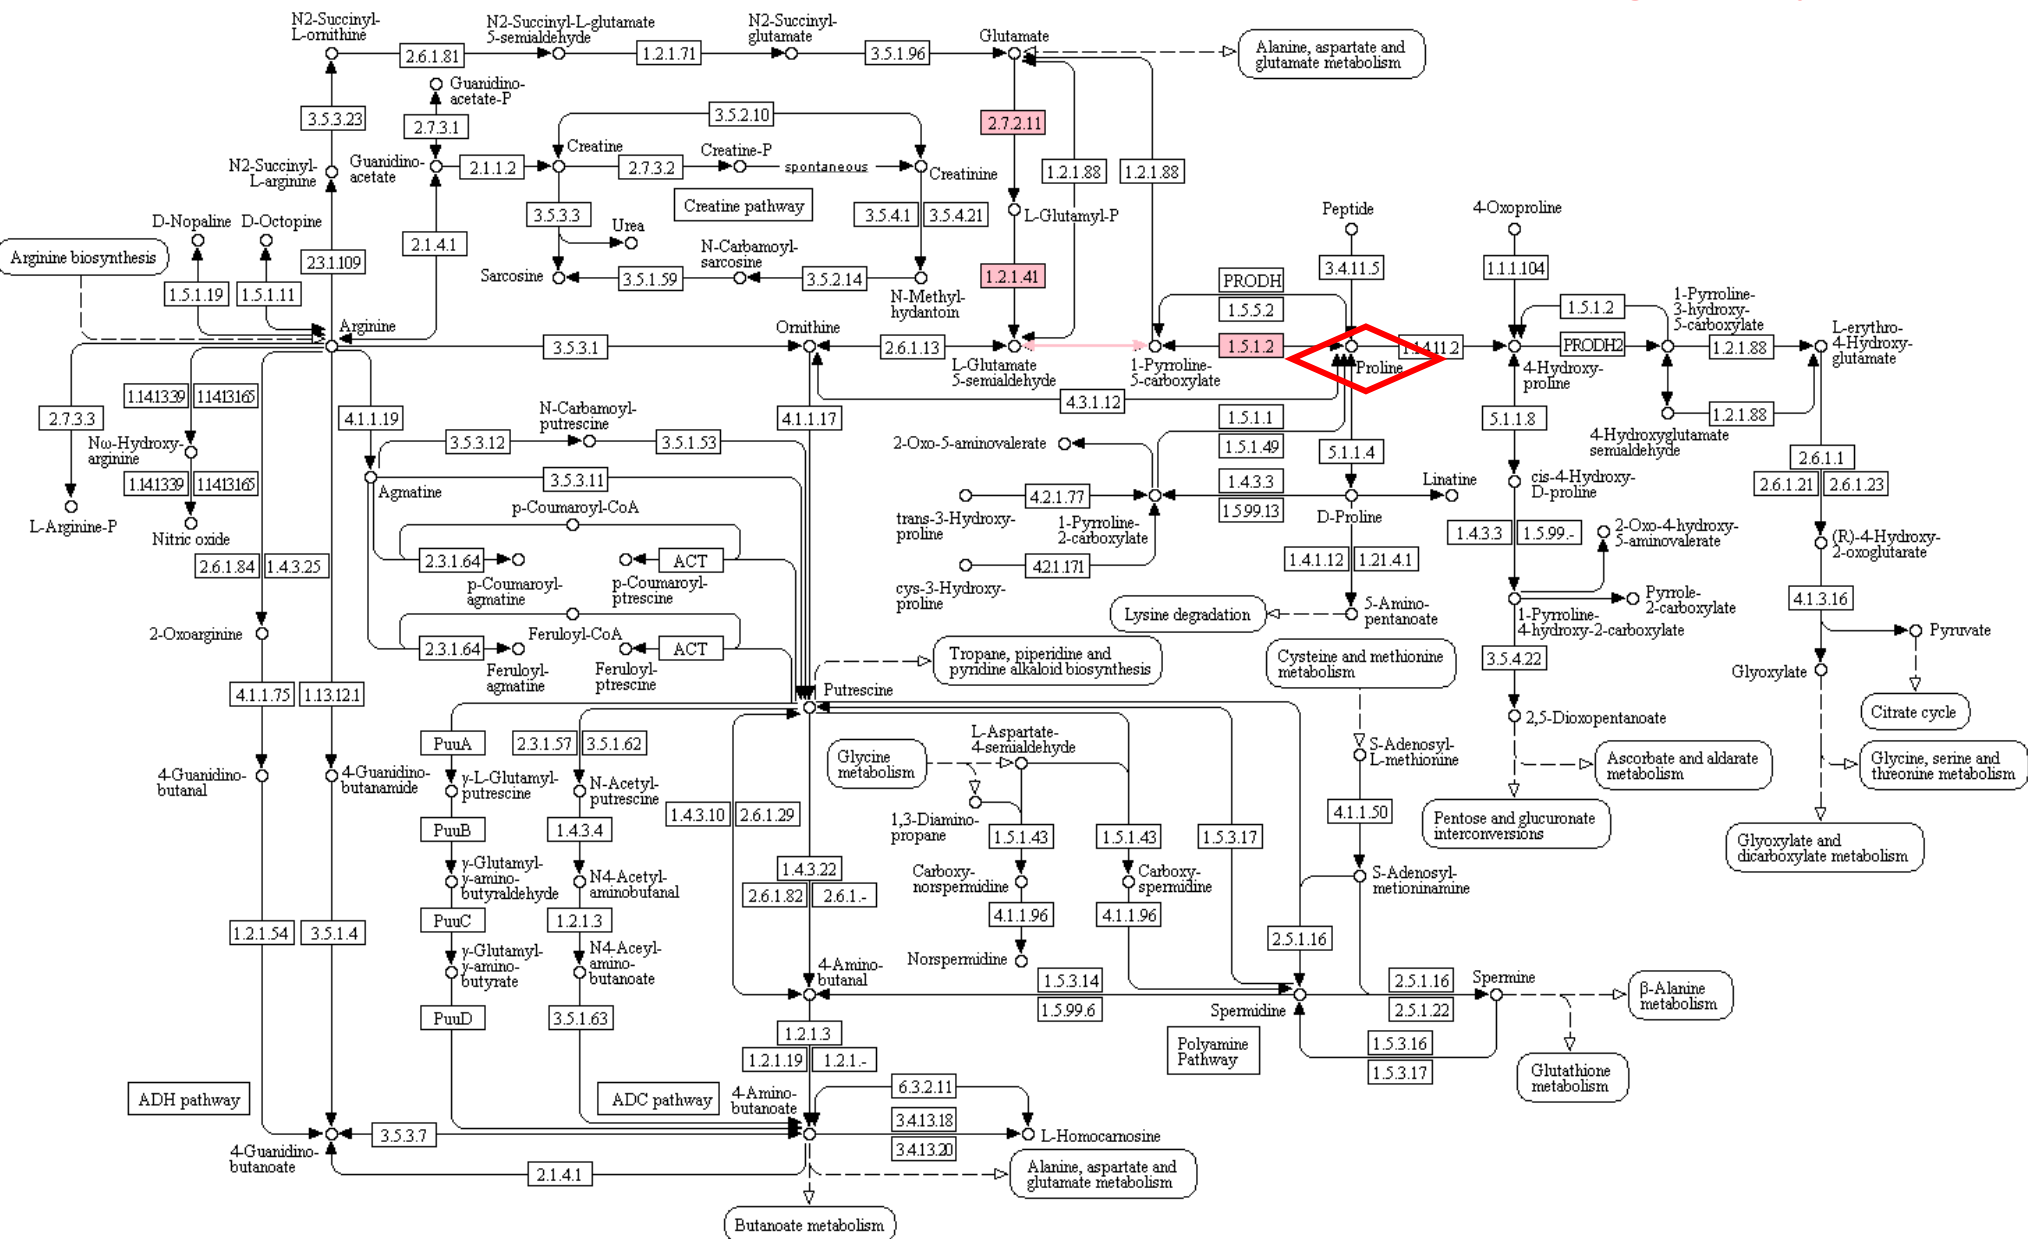 N2-Succinyl
L-ornithine
2.6.1.81
N2-Succinyl-L-glutamate
5-semialdehyde
1.2.1.71
N2-Succinyl-
glutamate
3.5.1.96
Glutamate
Alanine, aspartate and
glutamate metabolism
Guanidino-
acetate-P
3.5.3.23
2.7.3.1
3.5.2.10
2.7.2.11
N2-Succinyl-
L-arginine
Guanidino-
acetate
2.1.1.2
Creatine
2.7.3.2
Creatine-P
spontaneous
Creatinine
1.2.1.88
1.2.1.88
Creatine pathway
3.5.3.3
Urea
3.5.4.1
3.5.4.21
L-Glutamyl-P
Peptide
4-Oxoproline
D-Nopaline
D-Octopine
2.1.4.1
Arginine biosynthesis
2.3.1.109
N-Carbamoyl-
sarcosine
Sarcosine
3.5.1.59
3.5.2.14
N-Methyl-
hydantoin
1.2.1.41
3.4.11.5
1.1.1.104
1.5.1.19
1.5.1.11
PRODH
1.5.5.2
1.5.1.2
1-Pyrroline-
3-hydroxy-
5-carboxylate
Arginine
3.5.3.1
Ornithine
2.6.1.13
L-Glutamate
5-semialdehyde
1-Pyrroline-
5-carboxylate
1.5.1.2
Proline
1.14.11.2
4-Hydroxy-
proline
PRODH2
1.2.1.88
L-erythro-
4-Hydroxy-
glutamate
4.3.1.12
1.2.1.88
4-Hydroxyglutamate
semialdehyde
1.14.13.39
1.14.13.165
2.7.3.3
4.1.1.19
4.1.1.17
N-Carbamoyl-
putrescine
3.5.3.12
3.5.1.53
1.5.1.1
1.5.1.49
5.1.1.8
Nω-Hydroxy-
arginine
2-Oxo-5-aminovalerate
5.1.1.4
2.6.1.1
1.14.13.39
1.14.13.165
Agmatine
3.5.3.11
1.4.3.3
1.5.99.13
Linatine
cis-4-Hydroxy-
D-proline
2.6.1.21
2.6.1.23
L-Arginine-P
Nitric oxide
p-Coumaroyl-CoA
trans-3-Hydroxy-
proline
4.2.1.77
1-Pyrroline-
2-carboxylate
D-Proline
1.4.3.3
1.5.99.-
2-Oxo-4-hydroxy-
5-aminovalerate
(R)-4-Hydroxy-
2-oxoglutarate
2.6.1.84
1.4.3.25
2.3.1.64
p-Coumaroyl-
agmatine
ACT
p-Coumaroyl-
ptrescine
4.2.1.171
cys-3-Hydroxy-
proline
1.4.1.12
1.21.4.1
4.1.3.16
Lysine degradation
5-Amino-
pentanoate
1-Pyrroline-
4-hydroxy-2-carboxylate
Pyrrole-
2-carboxylate
2-Oxoarginine
Feruloyl-CoA
2.3.1.64
Feruloyl-
agmatine
ACT
Feruloyl-
ptrescine
Pyruvate
Tropane, piperidine and
pyridine alkaloid biosynthesis
Cysteine and methionine
metabolism
3.5.4.22
Glyoxylate
4.1.1.75
1.13.12.1
Putrescine
2,5-Dioxopentanoate
Citrate cycle
PuuA
2.3.1.57
3.5.1.62
Glycine
metabolism
L-Aspartate-
4-semialdehyde
S-Adenosyl-
L-methionine
Ascorbate and aldarate
metabolism
Glycine, serine and
threonine metabolism
4-Guanidino-
butanal
4-Guanidino-
butanamide
γ-L-Glutamyl-
putrescine
N-Acetyl-
putrescine
1.4.3.10
2.6.1.29
1,3-Diamino-
propane
4.1.1.50
Pentose and glucuronate
interconversions
PuuB
1.4.3.4
1.5.1.43
1.5.1.43
1.5.3.17
Glyoxylate and
dicarboxylate metabolism
γ-Glutamyl-
γ-amino-
butyraldehyde
N4-Acetyl-
aminobufanal
1.4.3.22
2.6.1.82
2.6.1.-
Carboxy-
norspermidine
Carboxy-
spermidine
S-Adenosyl-
metioninamine
1.2.1.54
3.5.1.4
PuuC
1.2.1.3
4.1.1.96
4.1.1.96
2.5.1.16
γ-Glutamyl-
γ-amino-
butyrate
N4-Aceyl-
amino-
butanoate
Norspermidine
4-Amino-
butanal
1.5.3.14
1.5.99.6
Spermidine
2.5.1.16
2.5.1.22
Spermine
β-Alanine
metabolism
PuuD
3.5.1.63
1.2.1.3
1.2.1.19
1.2.1.-
Polyamine
Pathway
1.5.3.16
1.5.3.17
Glutathione
metabolism
ADH pathway
ADC pathway
4-Amino-
butanoate
6.3.2.11
3.4.13.18
3.4.13.20
L-Homocarnosine
4-Guanidino-
butanoate
3.5.3.7
2.1.4.1
Alanine, aspartate and
glutamate metabolism
Butanoate metabolism